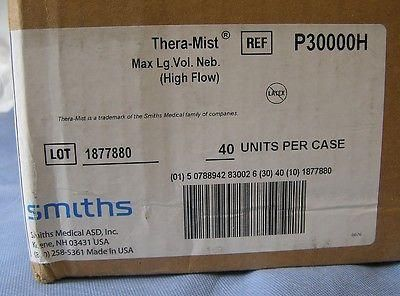 Thera-Mist® REF P30000H
Max Lg.Vol. Neb.
(High Flow)
LATEX
Thera-Mist is a trademark of the Smiths Medical family of companies.
LOT 1877880 40 UNITS PER CASE
(01) 5 0788942 83002 6 (30) 40 (10) 1877880
smiths
Smiths Medical ASD, Inc.
Keene, NH 03431 USA
258-5361 Made In USA